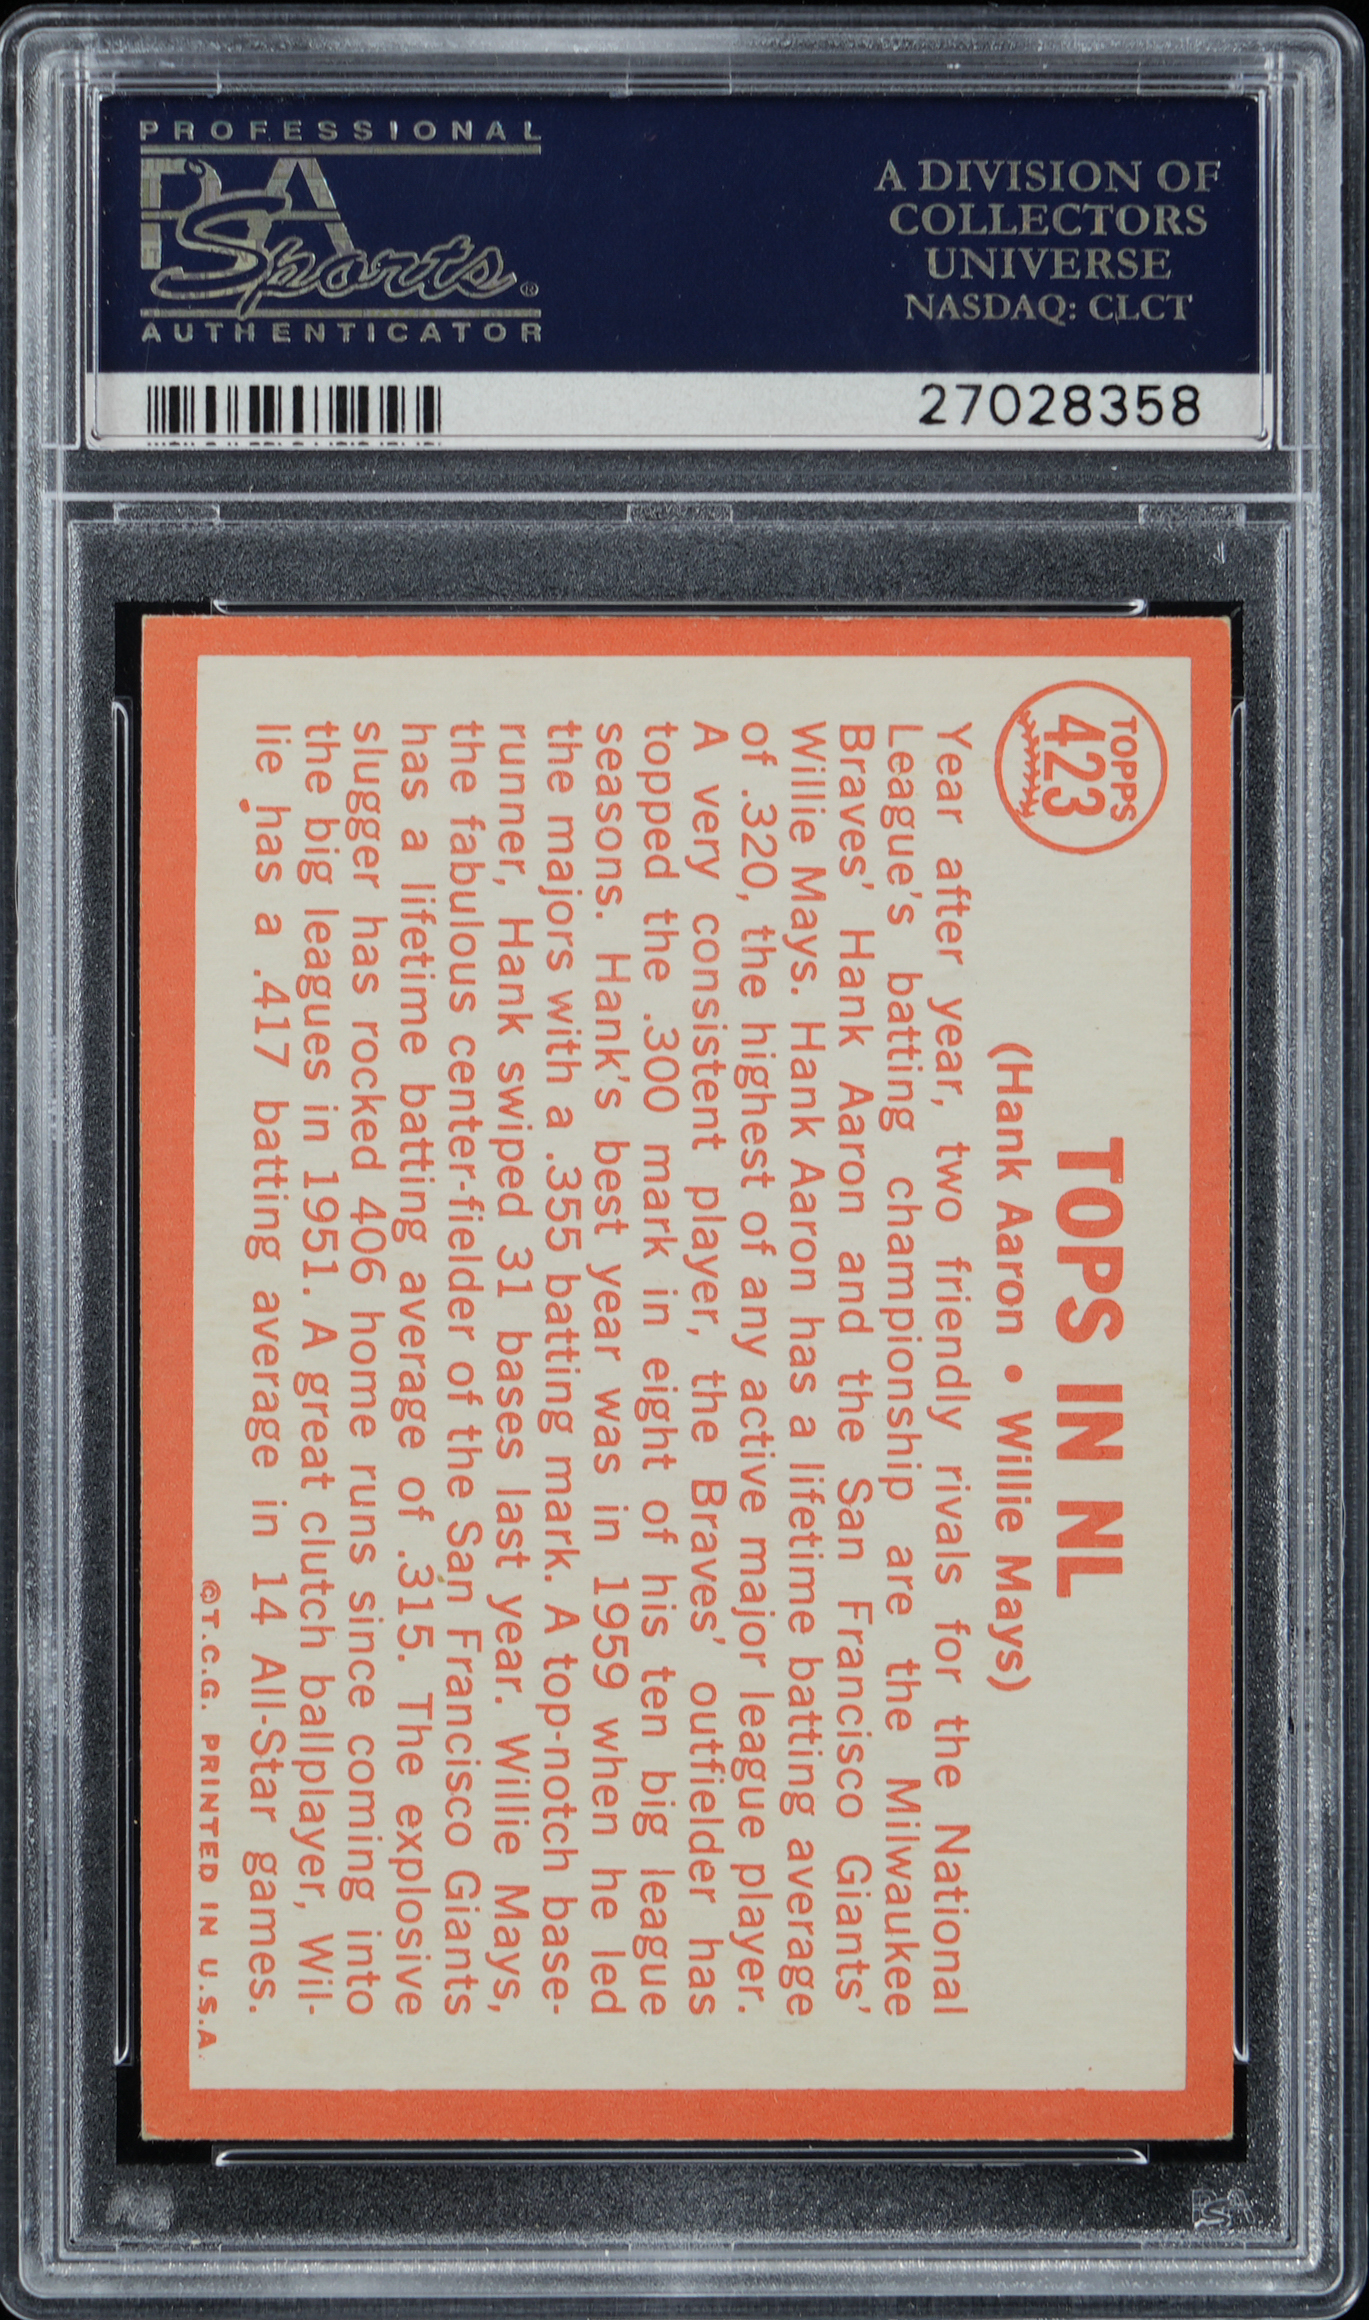 PROFESSIONAL
PSA
Sports®
AUTHENTICATOR
A DIVISION OF
COLLECTORS
UNIVERSE
NASDAQ: CLCT
27028358
TOPPS
423
TOPS IN NL
(Hank Aaron • Willie Mays)
Year after year, two friendly rivals for the National
League's batting championship are the Milwaukee
Braves' Hank Aaron and the San Francisco Giants'
Willie Mays. Hank Aaron has a lifetime batting average
of .320, the highest of any active major league player.
A very consistent player, the Braves' outfielder has
topped the .300 mark in eight of his ten big league
seasons. Hank's best year was in 1959 when he led
the majors with a .355 batting mark. A top-notch base-
runner, Hank swiped 31 bases last year. Willie Mays,
the fabulous center-fielder of the San Francisco Giants
has a lifetime batting average of .315. The explosive
slugger has rocked 406 home runs since coming into
the big leagues in 1951. A great clutch ballplayer, Wil-
lie has a .417 batting average in 14 All-Star games.
©T.C.G. PRINTED IN U.S.A.
PSA